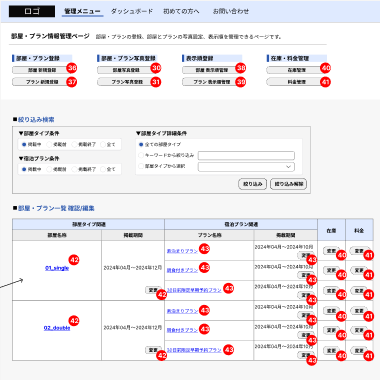 ロゴ 管理メニュー ダッシュボード 初めての方へ お問い合わせ
部屋・プラン情報管理ページ 部屋・プランの登録、部屋とプランの写真設定、表示順を管理できるページです。
部屋・プラン登録 部屋・プラン写真登録 表示順登録 在庫・料金管理
部屋 新規登録 36 部屋写真登録 30 部屋 表示順管理 38 在庫管理 40
プラン 新規登録 37 プラン写真登録 31 プラン 表示順管理 39 料金管理 41
■絞り込み検索
▼部屋タイプ条件 ▼部屋タイプ詳細条件
掲載中 掲載前 掲載終了 全て 全ての部屋タイプ
キーワードから絞り込み
▼宿泊プラン条件 部屋タイプから選択
掲載中 掲載前 掲載終了 全て
絞り込み 絞り込み解除
■部屋・プラン一覧 確認/編集
部屋タイプ関連 宿泊プラン関連 在庫 料金
部屋名称 掲載期間 プラン名称 掲載期間
01_single 42 2024年04月〜2024年12月 変更 42
素泊まりプラン 43 2024年04月〜2024年10月 変更 43 変更 40 変更 41
朝食付きプラン 43 2024年04月〜2024年10月 変更 43 変更 40 変更 41
30日前限定早期予約プラン 43 2024年04月〜2024年10月 変更 43 変更 40 変更 41
02_double 42 2024年04月〜2024年12月 変更 42
素泊まりプラン 43 2024年04月〜2024年10月 変更 43 変更 40 変更 41
朝食付きプラン 43 2024年04月〜2024年10月 変更 43 変更 40 変更 41
30日前限定早期予約プラン 43 2024年04月〜2024年10月 変更 43 変更 40 変更 41